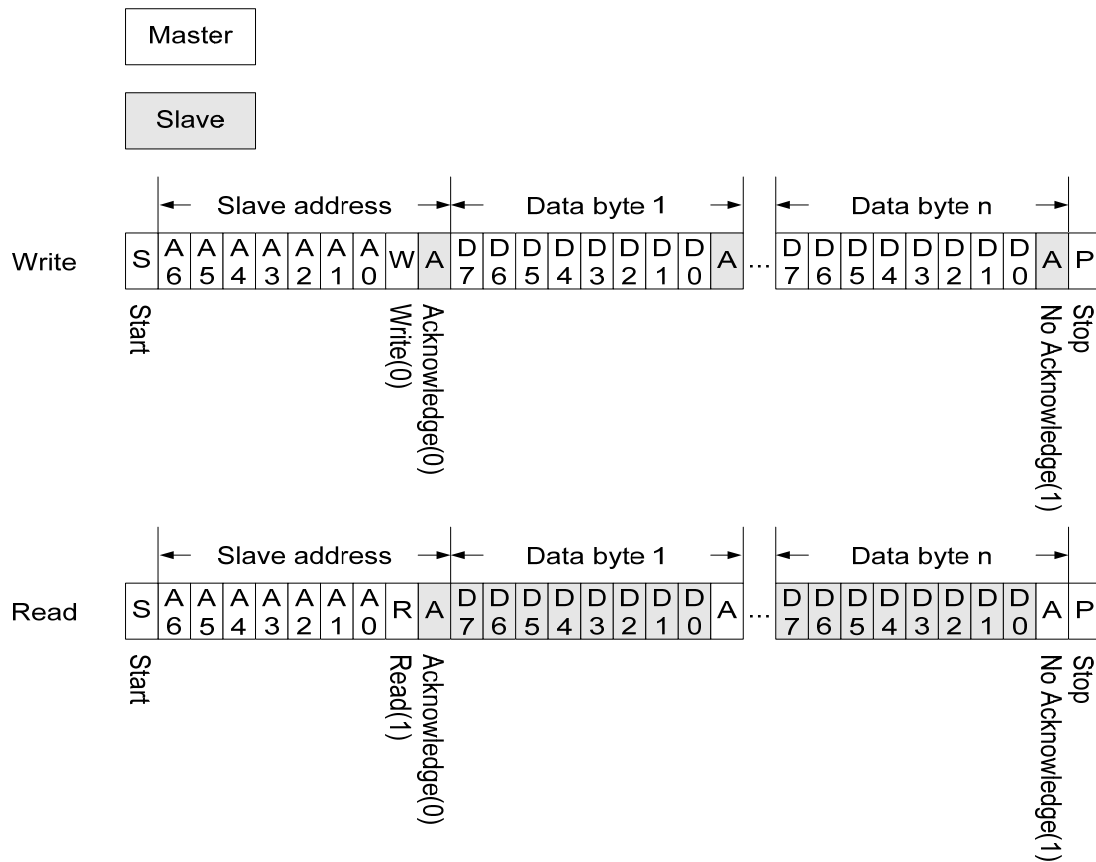 Master
Slave
Slave address Data byte 1 Data byte n
Write S A6 A5 A4 A3 A2 A1 A0 W A D7 D6 D5 D4 D3 D2 D1 D0 A ... D7 D6 D5 D4 D3 D2 D1 D0 A P
Start Write(0) Acknowledge(0) No Acknowledge(1) Stop
Slave address Data byte 1 Data byte n
Read S A6 A5 A4 A3 A2 A1 A0 R A D7 D6 D5 D4 D3 D2 D1 D0 A ... D7 D6 D5 D4 D3 D2 D1 D0 A P
Start Read(1) Acknowledge(0) No Acknowledge(1) Stop